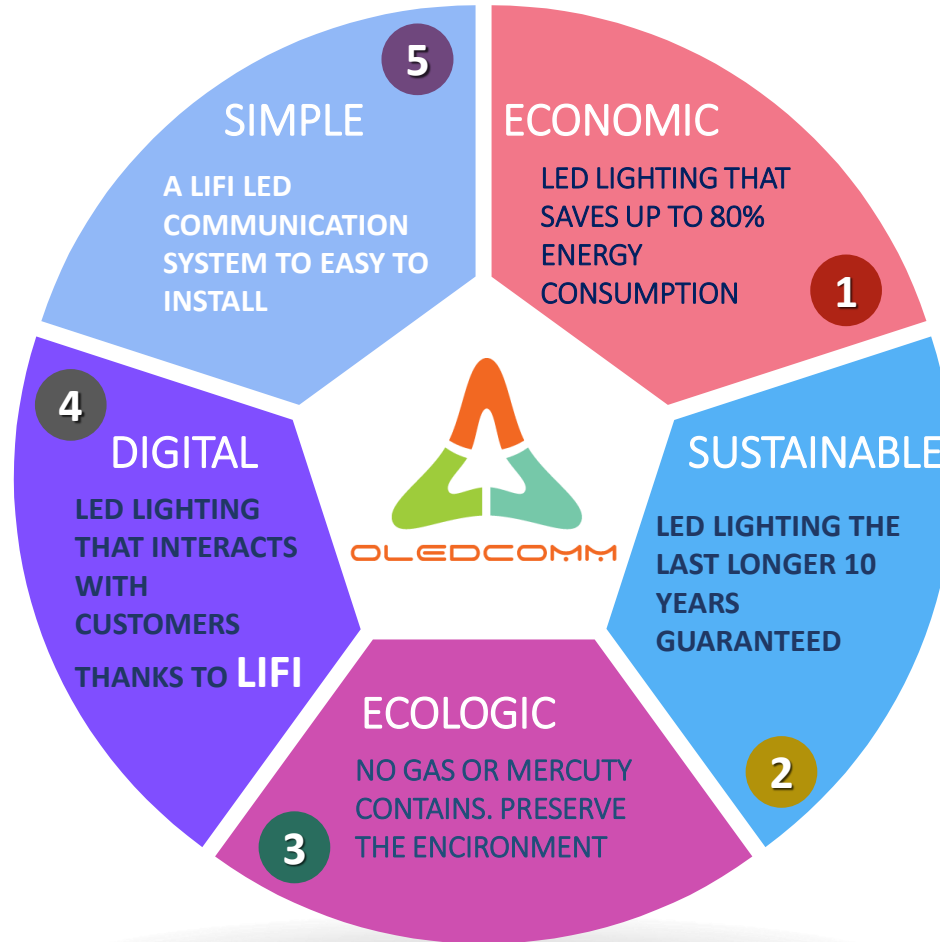 5
SIMPLE
A LIFI LED
COMMUNICATION
SYSTEM TO EASY TO
INSTALL
ECONOMIC
LED LIGHTING THAT
SAVES UP TO 80%
ENERGY
CONSUMPTION
1
4
DIGITAL
LED LIGHTING
THAT INTERACTS
WITH
CUSTOMERS
THANKS TO LIFI
OLEDCOMM
SUSTAINABLE
LED LIGHTING THE
LAST LONGER 10
YEARS
GUARANTEED
2
ECOLOGIC
NO GAS OR MERCUTY
CONTAINS. PRESERVE
THE ENCIRONMENT
3